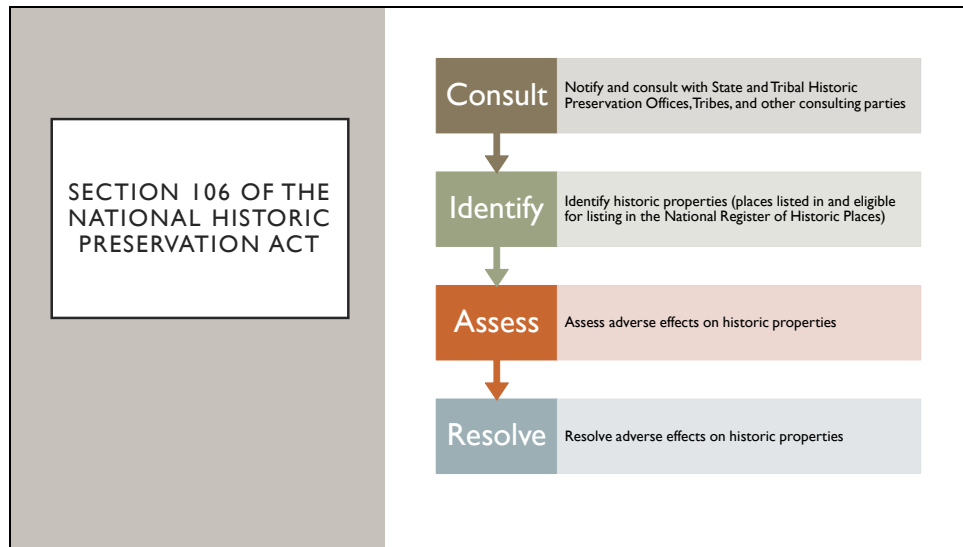 SECTION 106 OF THE
NATIONAL HISTORIC
PRESERVATION ACT
Consult
Notify and consult with State and Tribal Historic
Preservation Offices, Tribes, and other consulting parties
Identify
Identify historic properties (places listed in and eligible
for listing in the National Register of Historic Places)
Assess
Assess adverse effects on historic properties
Resolve
Resolve adverse effects on historic properties